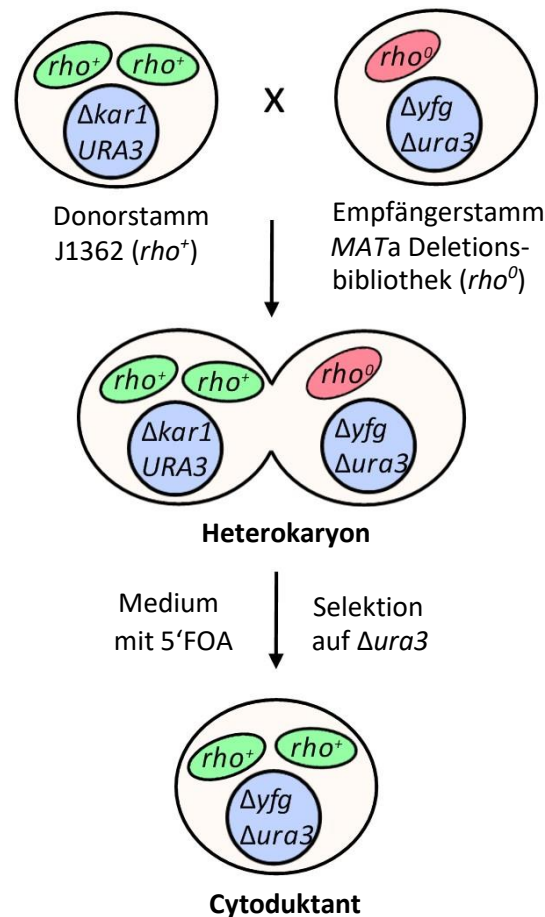 rho⁺ rho⁺
rho⁰
Δkar1
URA3
X
Δyfg
Δura3
Donorstamm
J1362 (rho⁺)
Empfängerstamm
MATa Deletions-
bibliothek (rho⁰)
rho⁺ rho⁺
rho⁰
Δkar1
URA3
Δyfg
Δura3
Heterokaryon
Medium
mit 5‘FOA
Selektion
auf Δura3
rho⁺ rho⁺
Δyfg
Δura3
Cytoduktant